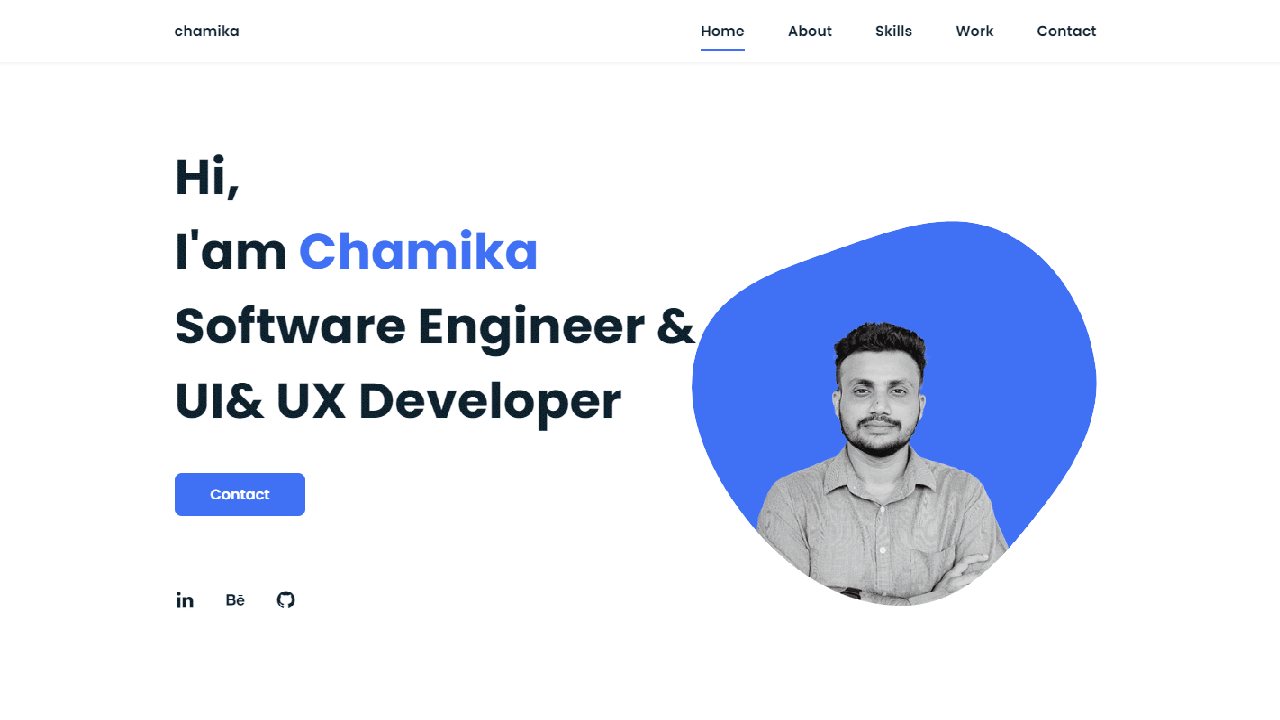 chamika
Home About Skills Work Contact
Hi,
I'am Chamika
Software Engineer &
UI& UX Developer
Contact
in Bē